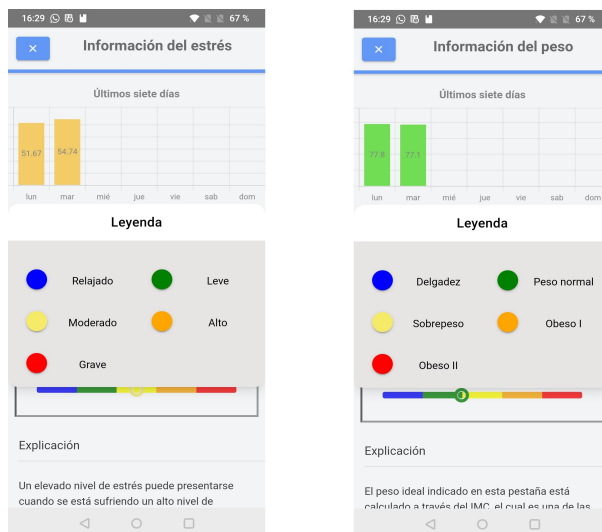 16:29 67 %
Información del estrés
Últimos siete días
51.67 54.74
lun mar mié jue vie sab dom
Leyenda
Relajado Leve
Moderado Alto
Grave
Explicación
Un elevado nivel de estrés puede presentarse
cuando se está sufriendo un alto nivel de
16:29 67 %
Información del peso
Últimos siete días
77.8 77.1
lun mar mié jue vie sab dom
Leyenda
Delgadez Peso normal
Sobrepeso Obeso I
Obeso II
Explicación
El peso ideal indicado en esta pestaña está
calculado a través del IMC, el cual es una de las